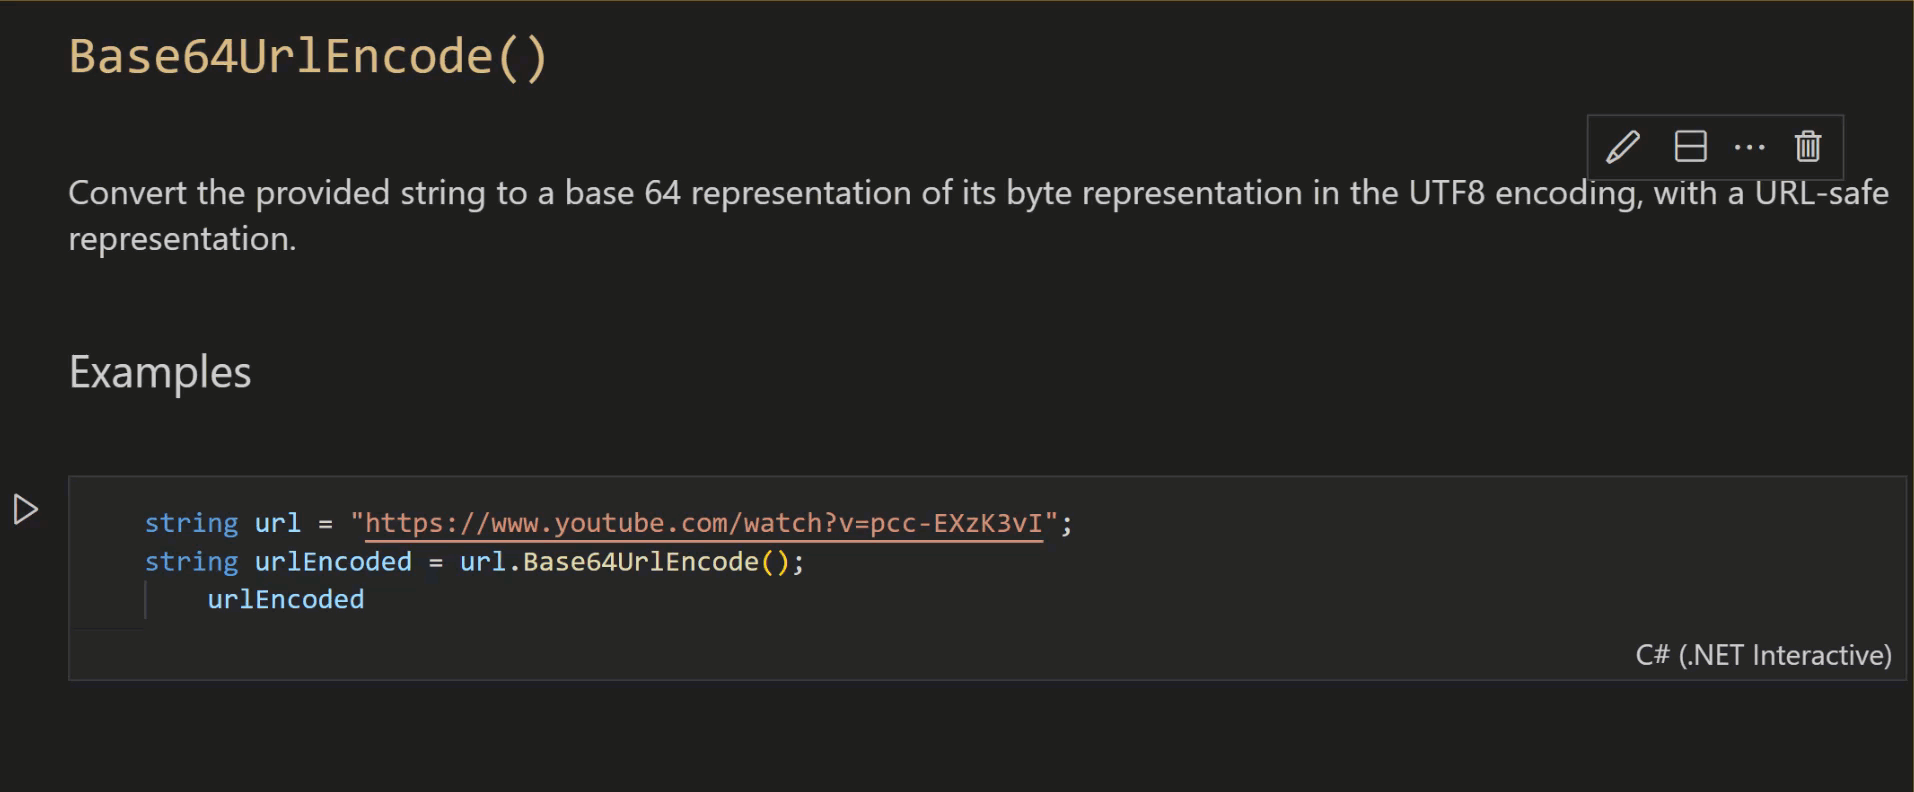 Base64UrlEncode()
Convert the provided string to a base 64 representation of its byte representation in the UTF8 encoding, with a URL-safe
representation.
Examples
string url = "https://www.youtube.com/watch?v=pcc-EXzK3vI";
string urlEncoded = url.Base64UrlEncode();
urlEncoded
C# (.NET Interactive)